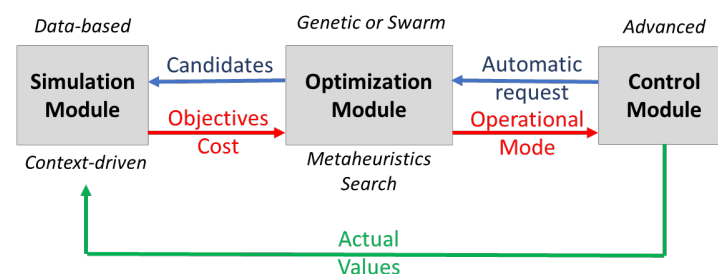 Data-based
Genetic or Swarm
Advanced
Simulation
Module
Candidates
Objectives
Cost
Optimization
Module
Automatic
request
Operational
Mode
Control
Module
Context-driven
Metaheuristics
Search
Actual
Values